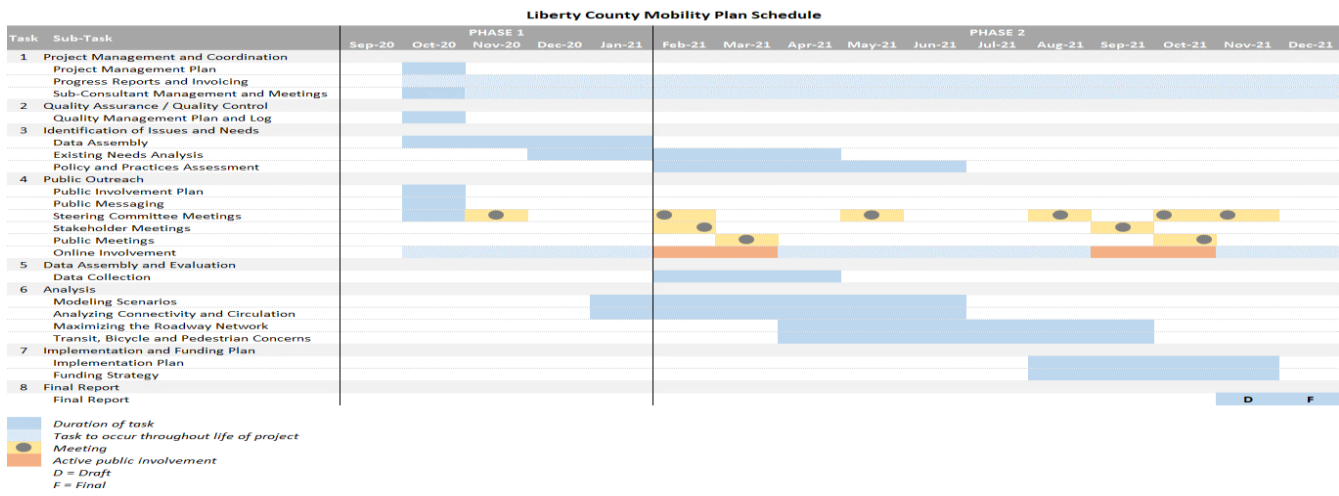 Liberty County Mobility Plan Schedule
PHASE 1 PHASE 2
Task Sub-Task Sep-20 Oct-20 Nov-20 Dec-20 Jan-21 Feb-21 Mar-21 Apr-21 May-21 Jun-21 Jul-21 Aug-21 Sep-21 Oct-21 Nov-21 Dec-21
1 Project Management and Coordination
Project Management Plan
Progress Reports and Invoicing
Sub-Consultant Management and Meetings
2 Quality Assurance / Quality Control
Quality Management Plan and Log
3 Identification of Issues and Needs
Data Assembly
Existing Needs Analysis
Policy and Practices Assessment
4 Public Outreach
Public Involvement Plan
Public Messaging
Steering Committee Meetings
Stakeholder Meetings
Public Meetings
Online Involvement
5 Data Assembly and Evaluation
Data Collection
6 Analysis
Modeling Scenarios
Analyzing Connectivity and Circulation
Maximizing the Roadway Network
Transit, Bicycle and Pedestrian Concerns
7 Implementation and Funding Plan
Implementation Plan
Funding Strategy
8 Final Report
Final Report D F
Duration of task
Task to occur throughout life of project
Meeting
Active public involvement
D = Draft
F = Final